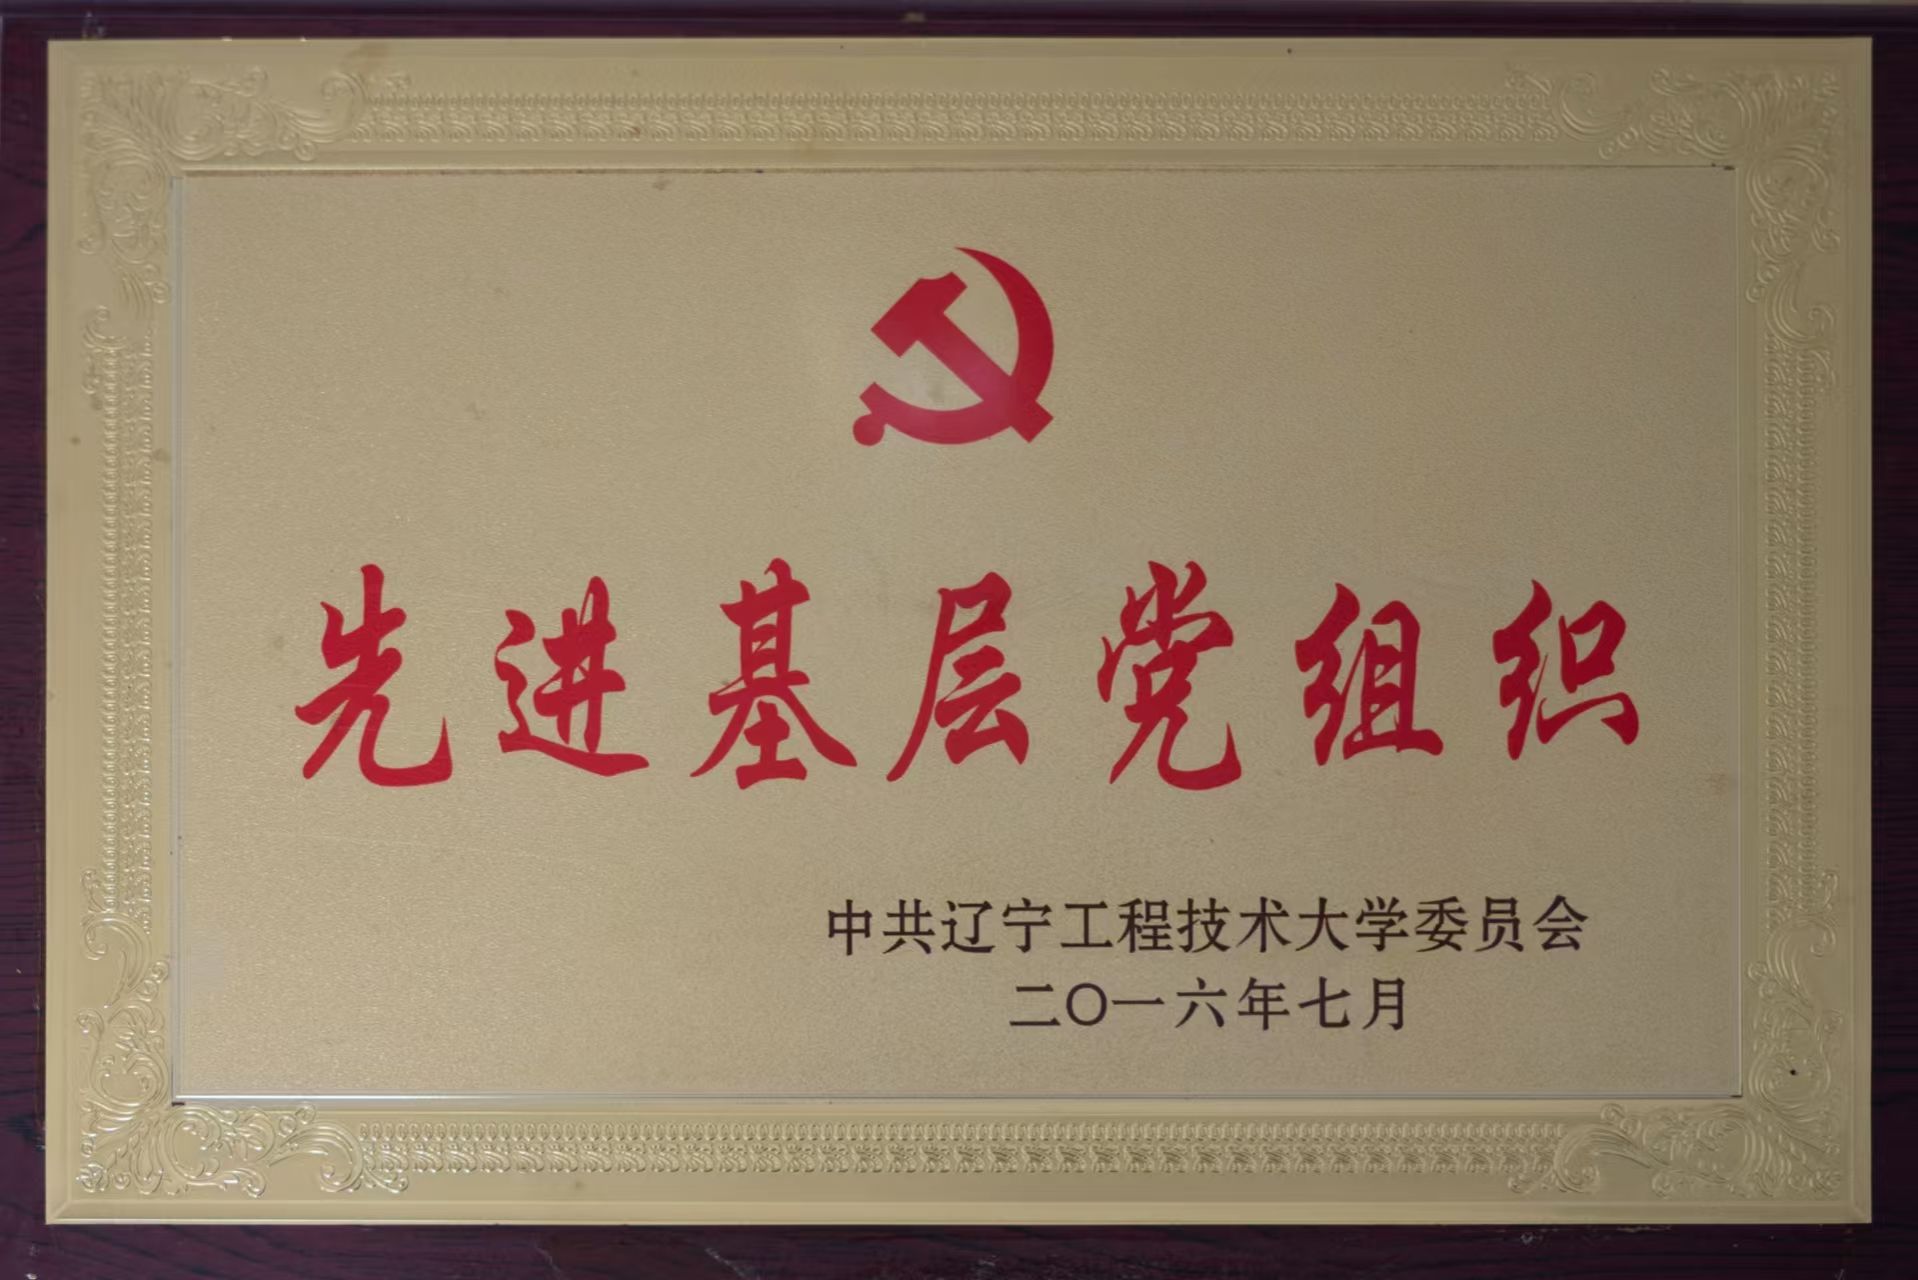 先进基层党组织
中共辽宁工程技术大学委员会
二〇一六年七月